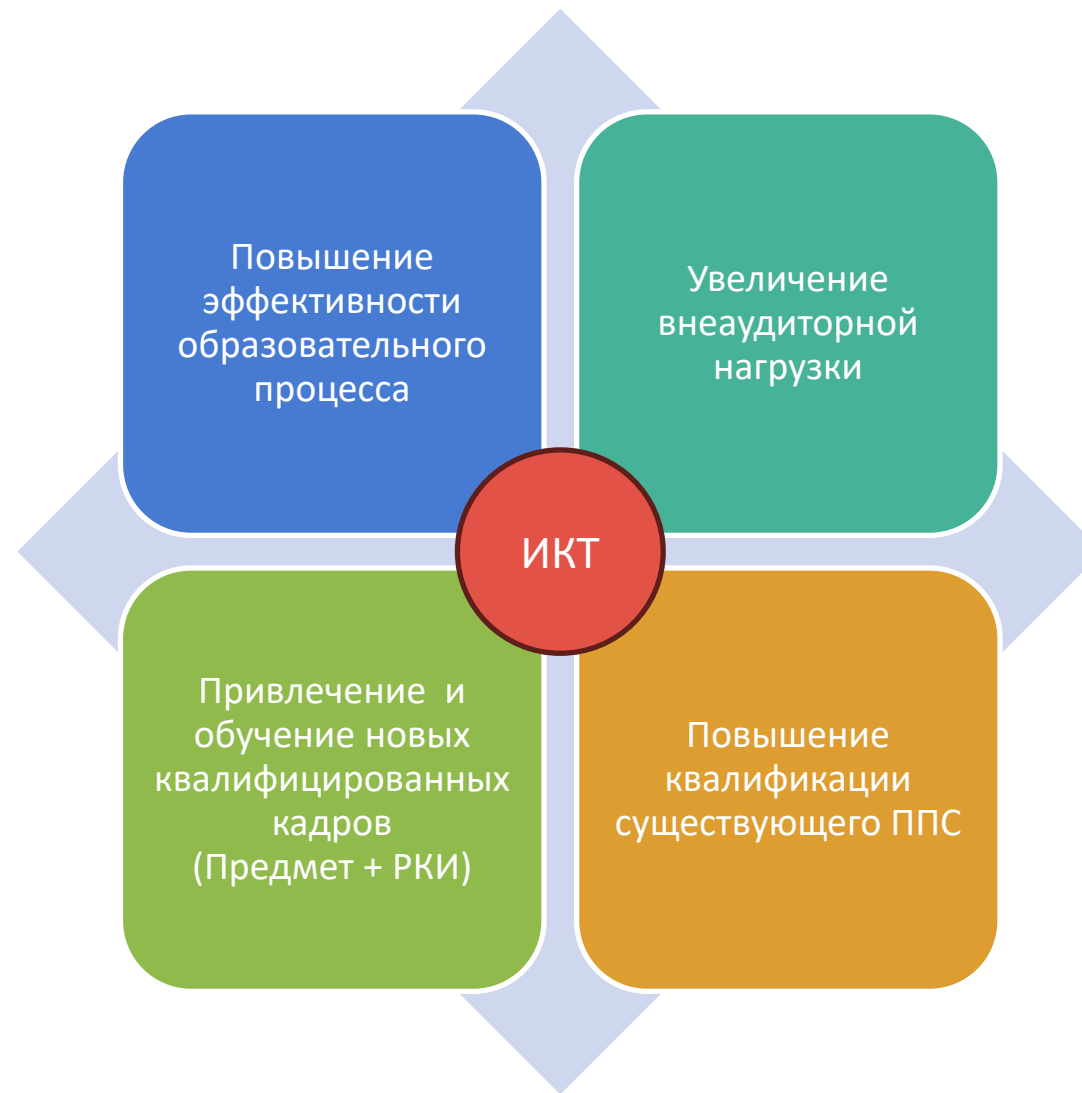 Повышение
эффективности
образовательного
процесса
Увеличение
внеаудиторной
нагрузки
ИКТ
Привлечение и
обучение новых
квалифицированных
кадров
(Предмет + РКИ)
Повышение
квалификации
существующего ППС